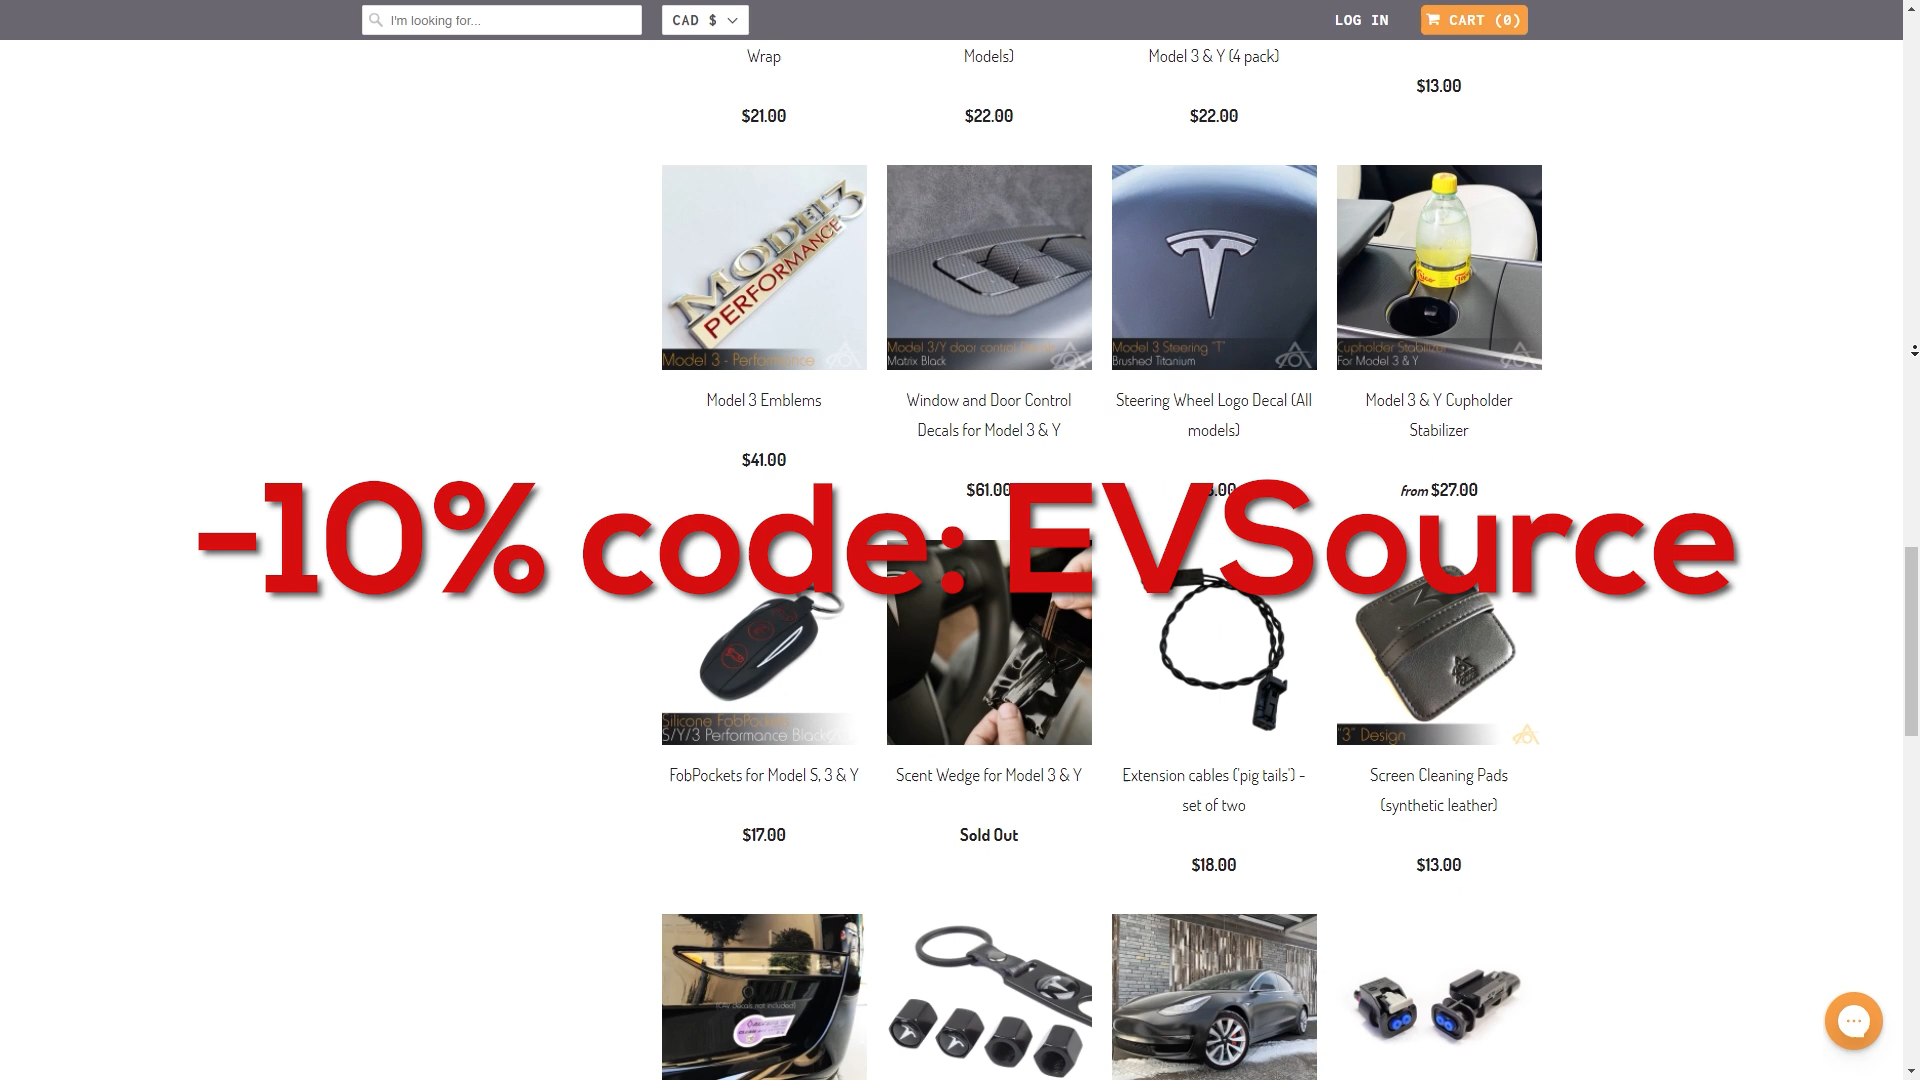 I'm looking for...
CAD $
LOG IN
CART (0)
Wrap
$21.00
Models)
$22.00
Model 3 & Y (4 pack)
$22.00
$13.00
MODEL3
PERFORMANCE
Model 3 - Performance
Model 3/Y door control
Matrix Black
Model 3 Steering "T"
Brushed Titanium
Cupholder Stabilizer
For Model 3 & Y
Model 3 Emblems
$41.00
Window and Door Control
Decals for Model 3 & Y
$61.00
Steering Wheel Logo Decal (All
models)
Model 3 & Y Cupholder
Stabilizer
from $27.00
-10% code: EVSource
Silicone FobPockets
S/Y/3 Performance Black
"3" Design
FobPockets for Model S, 3 & Y
$17.00
Scent Wedge for Model 3 & Y
Sold Out
Extension cables ('pig tails') -
set of two
$18.00
Screen Cleaning Pads
(synthetic leather)
$13.00